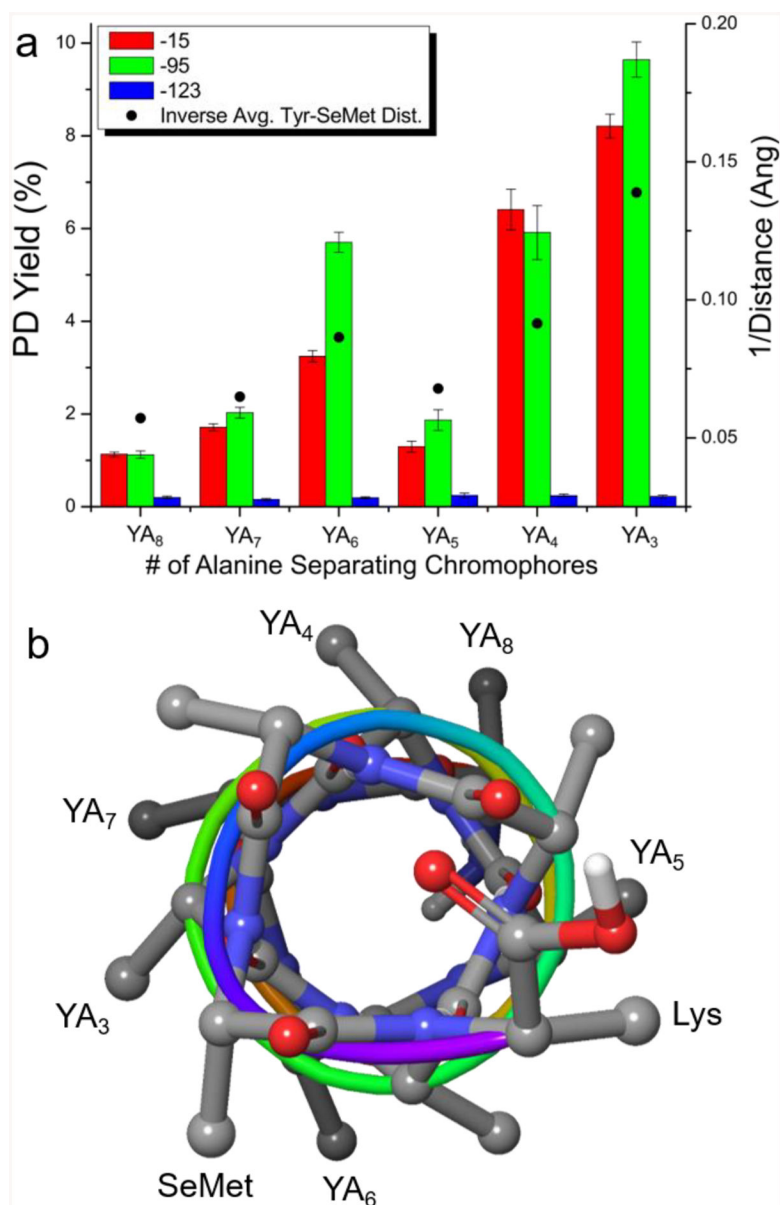 a
-15
-95
-123
Inverse Avg. Tyr-SeMet Dist.
PD Yield (%)
10
8
6
4
2
0
1/Distance (Ang)
0.20
0.15
0.10
0.05
YA8 YA7 YA6 YA5 YA4 YA3
# of Alanine Separating Chromophores
b
YA4
YA8
YA7
YA5
YA3
Lys
SeMet
YA6